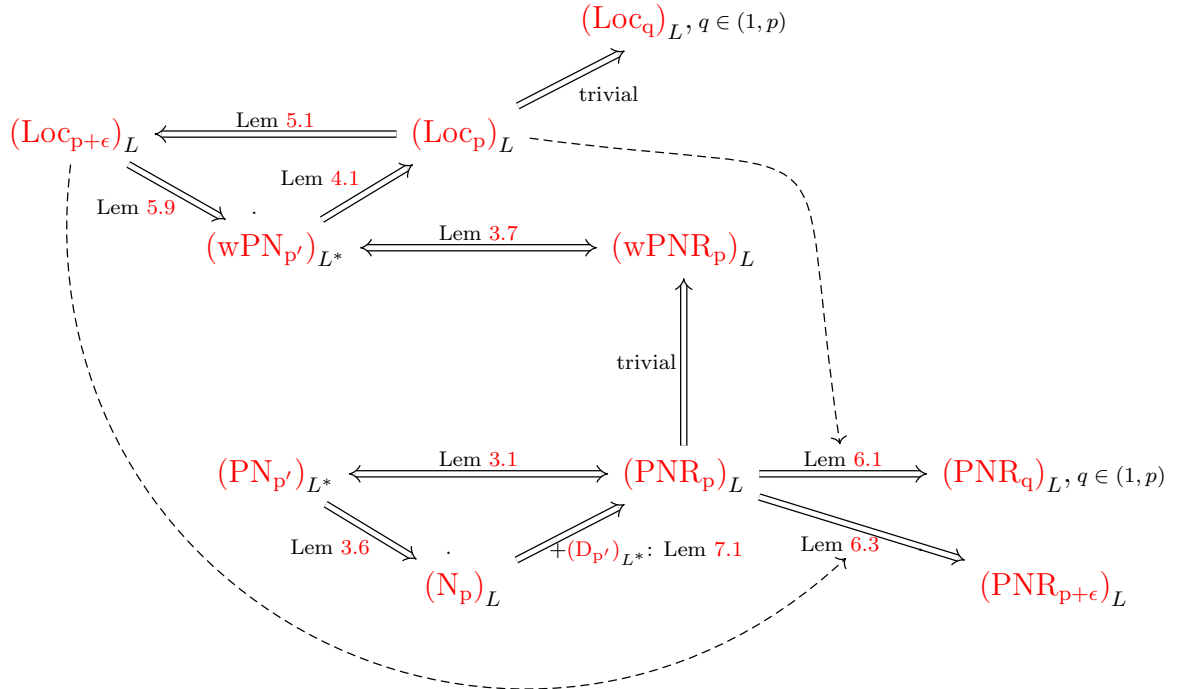 (Loc_q)_L, q ∈ (1, p)
trivial
(Loc_{p+ϵ})_L
Lem 5.1
(Loc_p)_L
Lem 5.9
Lem 4.1
(wPN_{p′})_{L*}
Lem 3.7
(wPNR_p)_L
trivial
(PN_{p′})_{L*}
Lem 3.1
(PNR_p)_L
Lem 6.1
(PNR_q)_L, q ∈ (1, p)
Lem 3.6
+(D_{p′})_{L*}: Lem 7.1
Lem 6.3
(N_p)_L
(PNR_{p+ϵ})_L